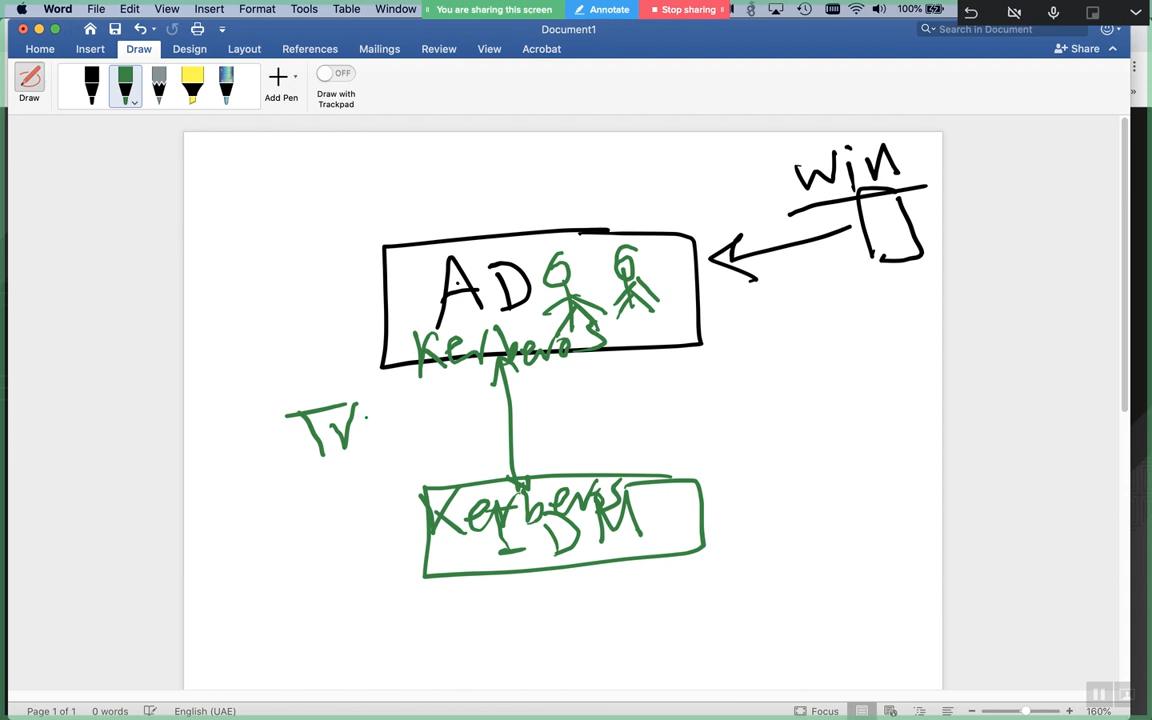 Word File Edit View Insert Format Tools Table Window You are sharing this screen Annotate Stop sharing 100%
Document1
Search in Document
Home Insert Draw Design Layout References Mailings Review View Acrobat Share
Draw
Add Pen
OFF
Draw with
Trackpad
Win
AD
Kerberos
Tr
Kerberos
IDM
Page 1 of 1 0 words English (UAE) Focus 160%